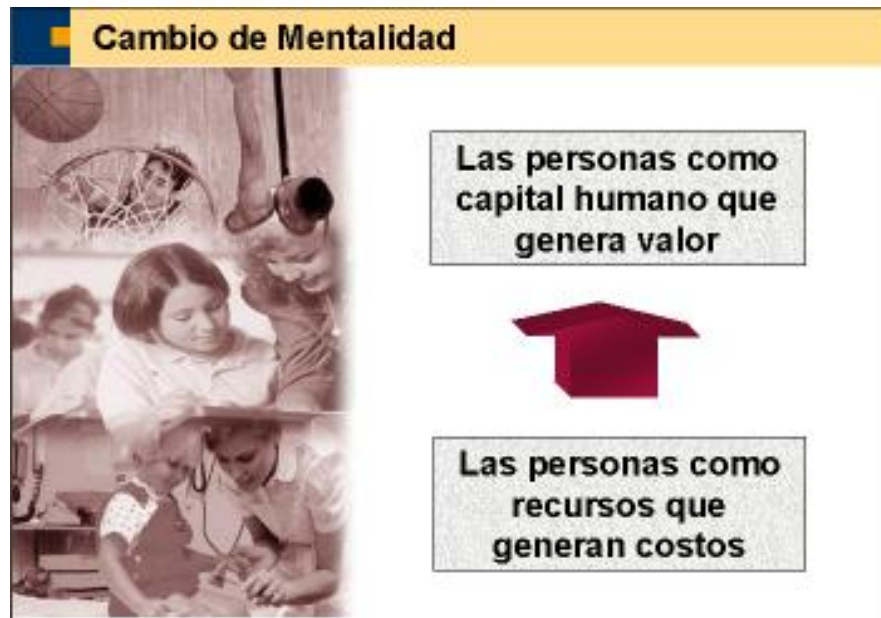 Cambio de Mentalidad
Las personas como
capital humano que
genera valor
Las personas como
recursos que
generan costos